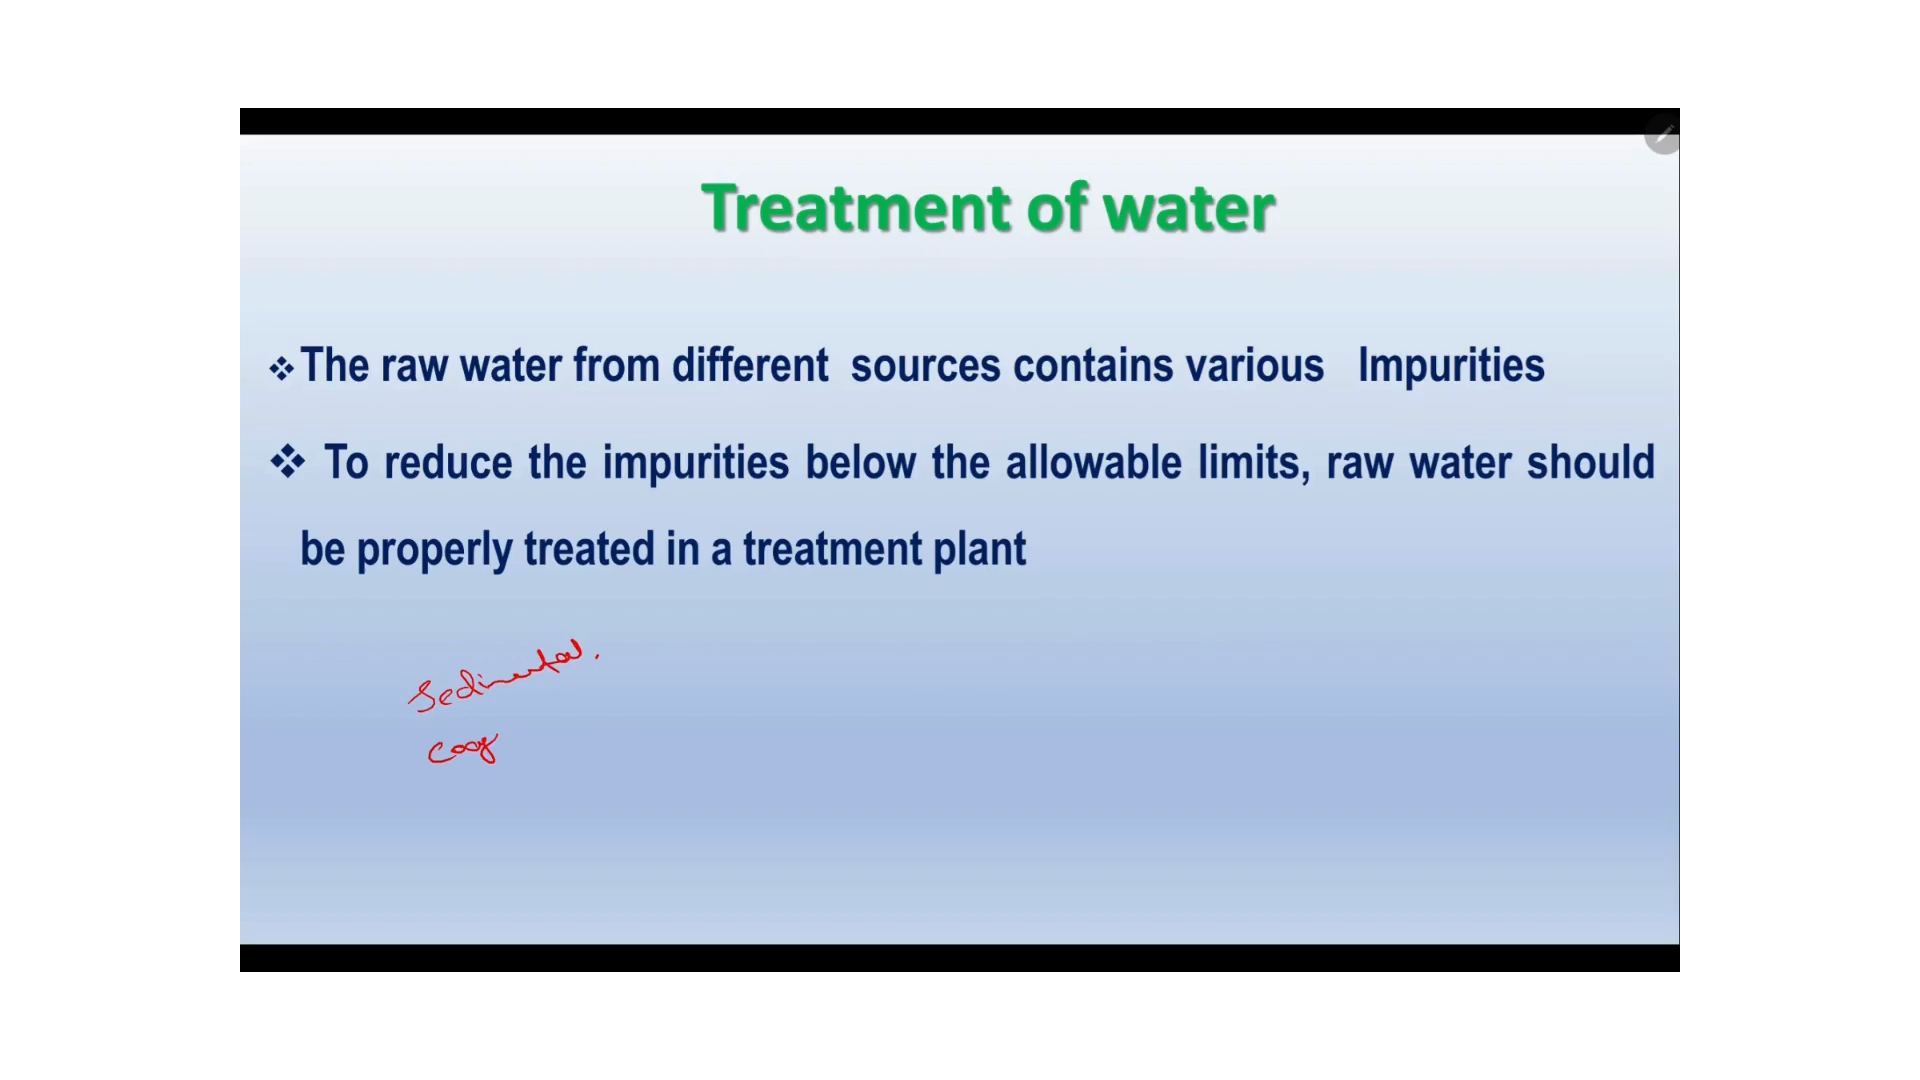 Treatment of water
❖ The raw water from different sources contains various Impurities
❖ To reduce the impurities below the allowable limits, raw water should
be properly treated in a treatment plant
Coag